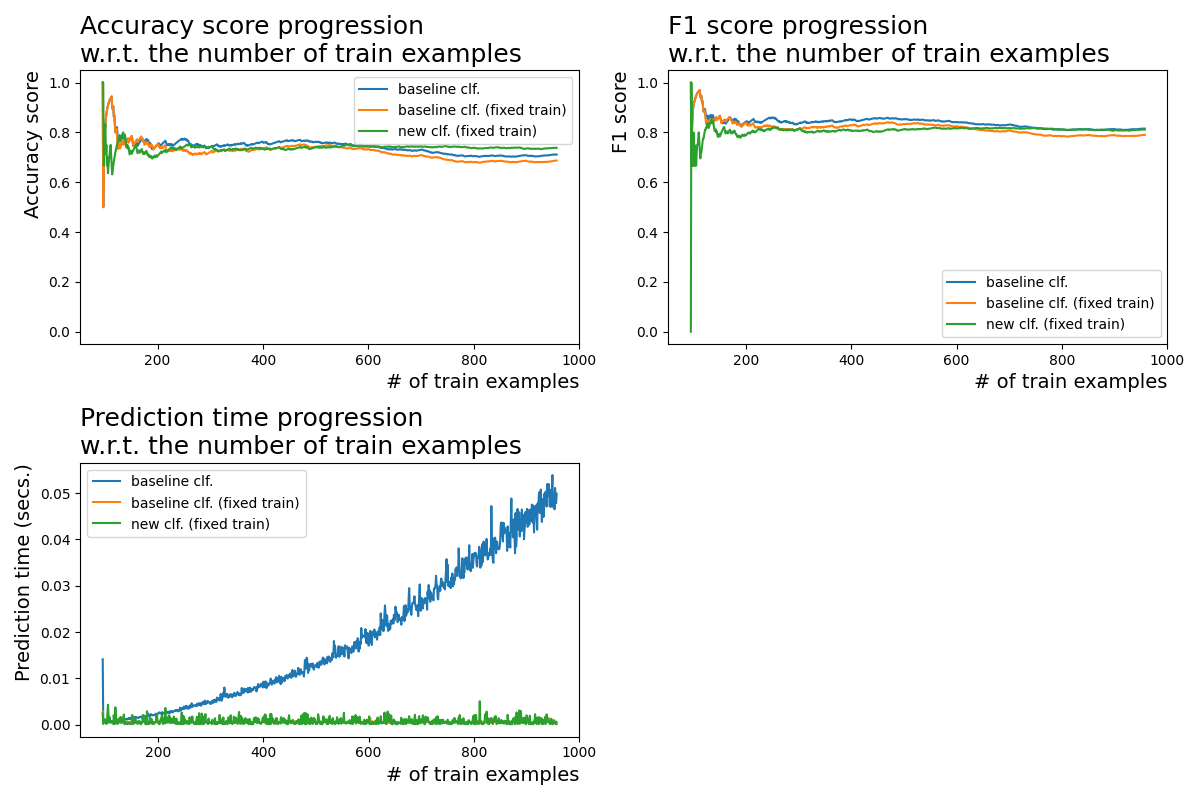 Accuracy score progression
w.r.t. the number of train examples
Accuracy score
1.0
0.8
0.6
0.4
0.2
0.0
baseline clf.
baseline clf. (fixed train)
new clf. (fixed train)
200
400
600
800
1000
# of train examples
F1 score progression
w.r.t. the number of train examples
F1 score
1.0
0.8
0.6
0.4
0.2
0.0
baseline clf.
baseline clf. (fixed train)
new clf. (fixed train)
200
400
600
800
1000
# of train examples
Prediction time progression
w.r.t. the number of train examples
Prediction time (secs.)
0.05
0.04
0.03
0.02
0.01
0.00
baseline clf.
baseline clf. (fixed train)
new clf. (fixed train)
200
400
600
800
1000
# of train examples